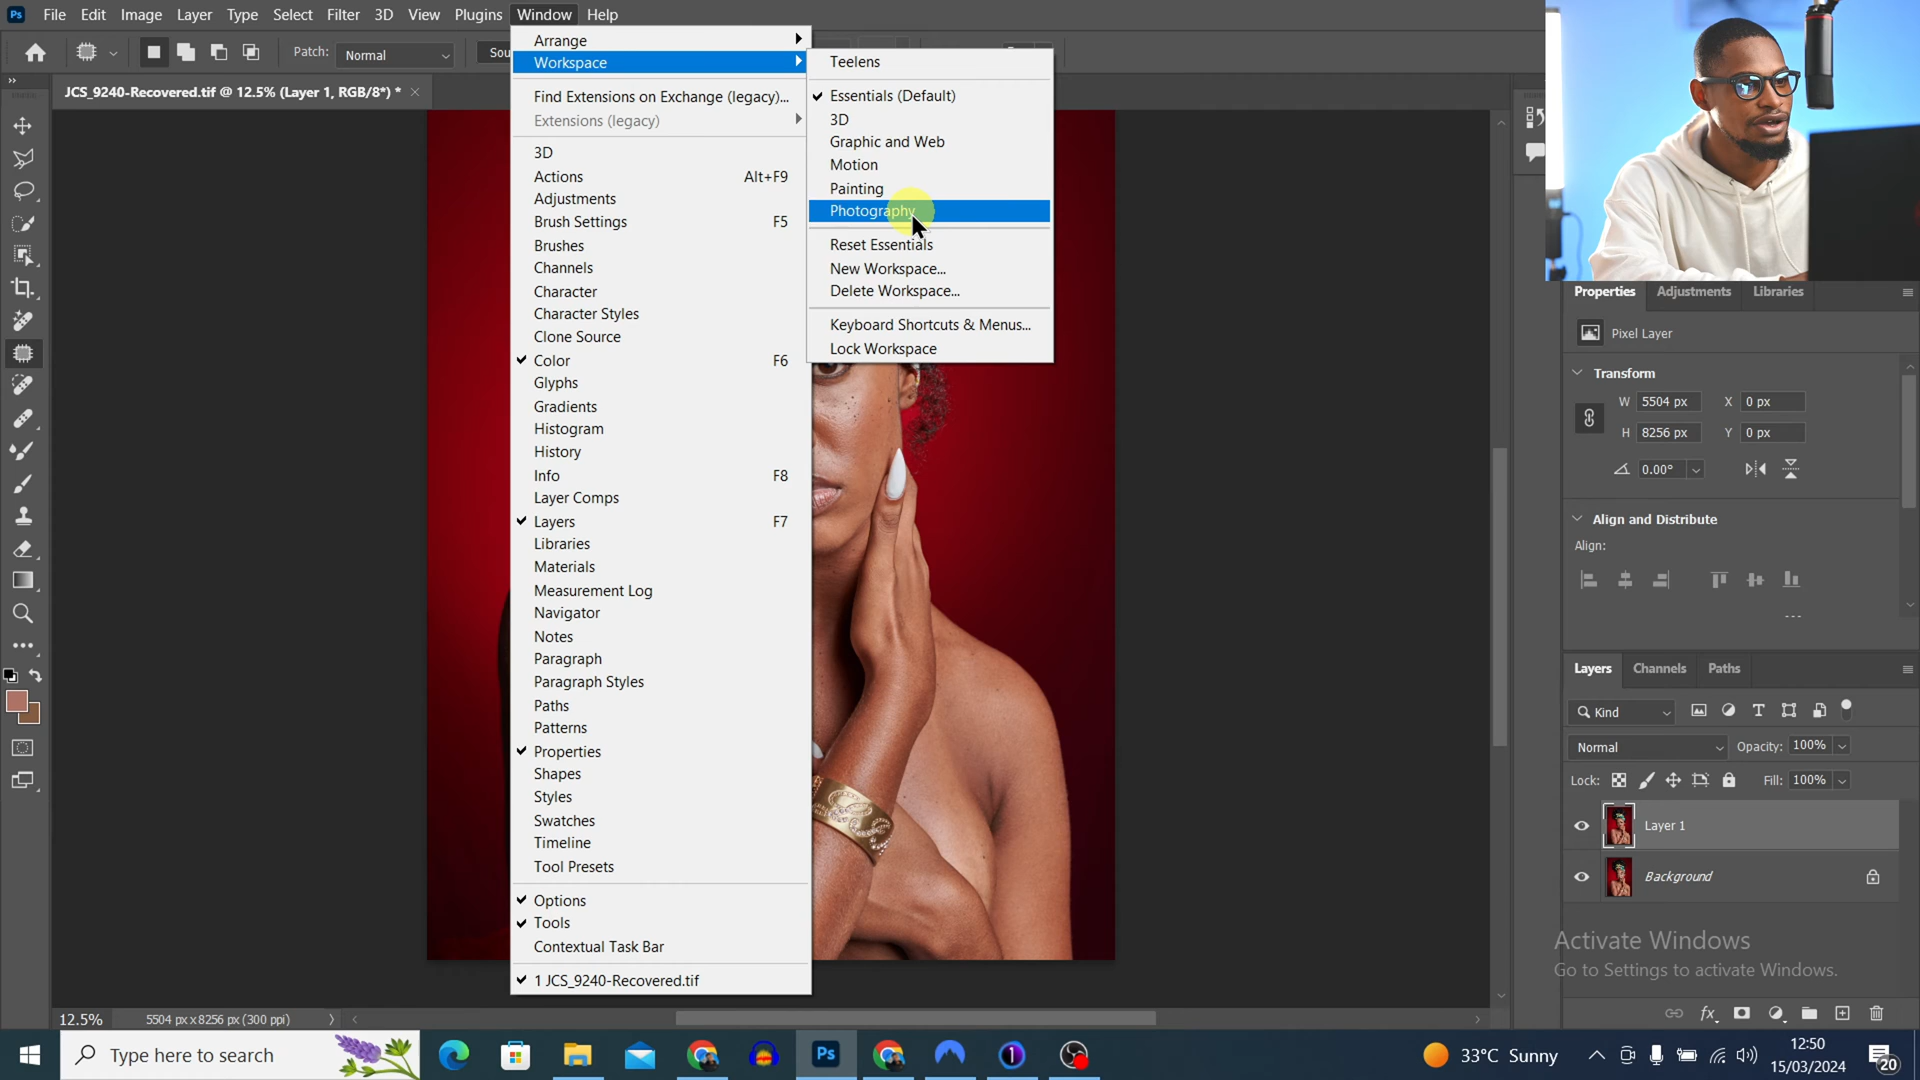 Ps File Edit Image Layer Type Select Filter 3D View Plugins Window Help
Patch: Normal Sou
JCS_9240-Recovered.tif @ 12.5% (Layer 1, RGB/8*) *
Arrange
Workspace
Find Extensions on Exchange (legacy)...
Extensions (legacy)
3D
Actions Alt+F9
Adjustments
Brush Settings F5
Brushes
Channels
Character
Character Styles
Clone Source
Color F6
Glyphs
Gradients
Histogram
History
Info F8
Layer Comps
Layers F7
Libraries
Materials
Measurement Log
Navigator
Notes
Paragraph
Paragraph Styles
Paths
Patterns
Properties
Shapes
Styles
Swatches
Timeline
Tool Presets
Options
Tools
Contextual Task Bar
1 JCS_9240-Recovered.tif
Teelens
Essentials (Default)
3D
Graphic and Web
Motion
Painting
Photography
Reset Essentials
New Workspace...
Delete Workspace...
Keyboard Shortcuts & Menus...
Lock Workspace
Properties Adjustments Libraries
Pixel Layer
Transform
W 5504 px X 0 px
H 8256 px Y 0 px
0.00°
Align and Distribute
Align:
Layers Channels Paths
Kind
Normal Opacity: 100%
Lock: Fill: 100%
Layer 1
Background
Activate Windows
Go to Settings to activate Windows.
fx
12.5% 5504 px x 8256 px (300 ppi)
Type here to search
Ps
33°C Sunny
12:50
15/03/2024
20